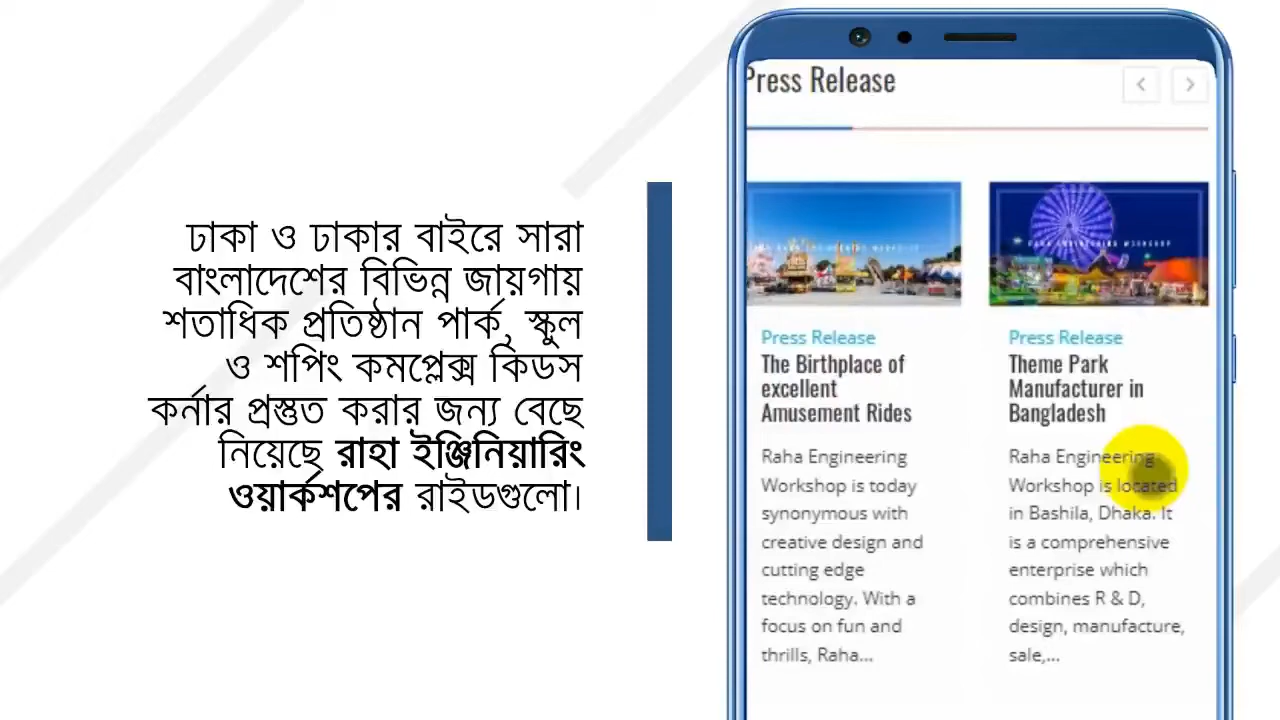 ঢাকা ও ঢাকার বাইরে সারা
বাংলাদেশের বিভিন্ন জায়গায়
শতাধিক প্রতিষ্ঠান পার্ক, স্কুল
ও শপিং কমপ্লেক্স কিডস
কর্নার প্রস্তুত করার জন্য বেছে
নিয়েছে রাহা ইঞ্জিনিয়ারিং
ওয়ার্কশপের রাইডগুলো।
Press Release
Press Release
The Birthplace of
excellent
Amusement Rides
Raha Engineering
Workshop is today
synonymous with
creative design and
cutting edge
technology. With a
focus on fun and
thrills, Raha...
Press Release
Theme Park
Manufacturer in
Bangladesh
Raha Engineering
Workshop is located
in Bashila, Dhaka. It
is a comprehensive
enterprise which
combines R & D,
design, manufacture,
sale,...